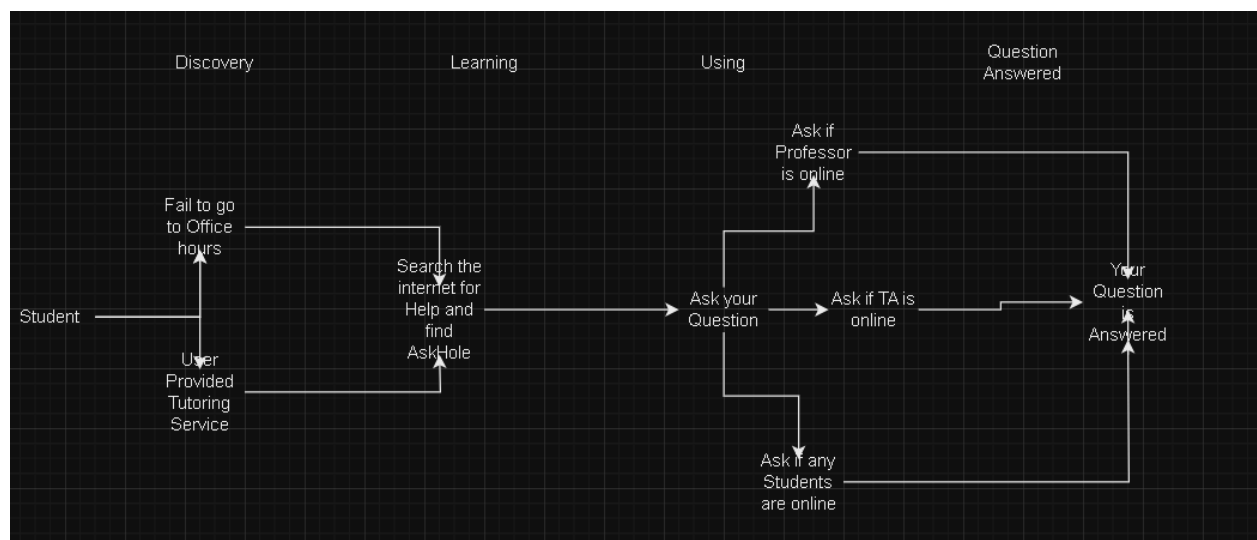 Discovery
Learning
Using
Question
Answered
Student
Fail to go
to Office
hours
User
Provided
Tutoring
Service
Search the
internet for
Help and
find
AskHole
Ask your
Question
Ask if
Professor
is online
Ask if TA is
online
Ask if any
Students
are online
Your
Question
is
Answered